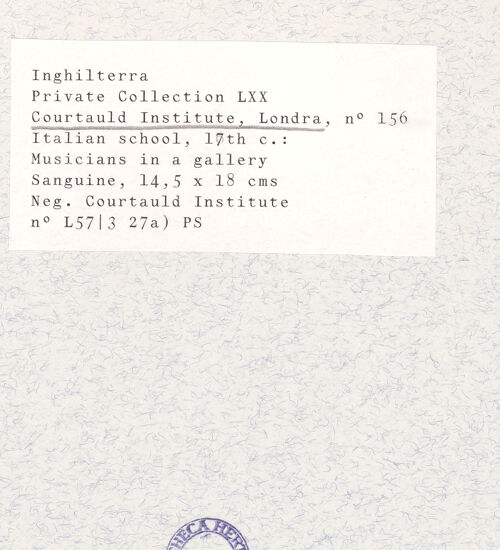 Inghilterra
Private Collection LXX
Courtauld Institute, Londra, nº 156
Italian school, 17th c.:
Musicians in a gallery
Sanguine, 14,5 x 18 cms
Neg. Courtauld Institute
nº L57|3 27a) PS